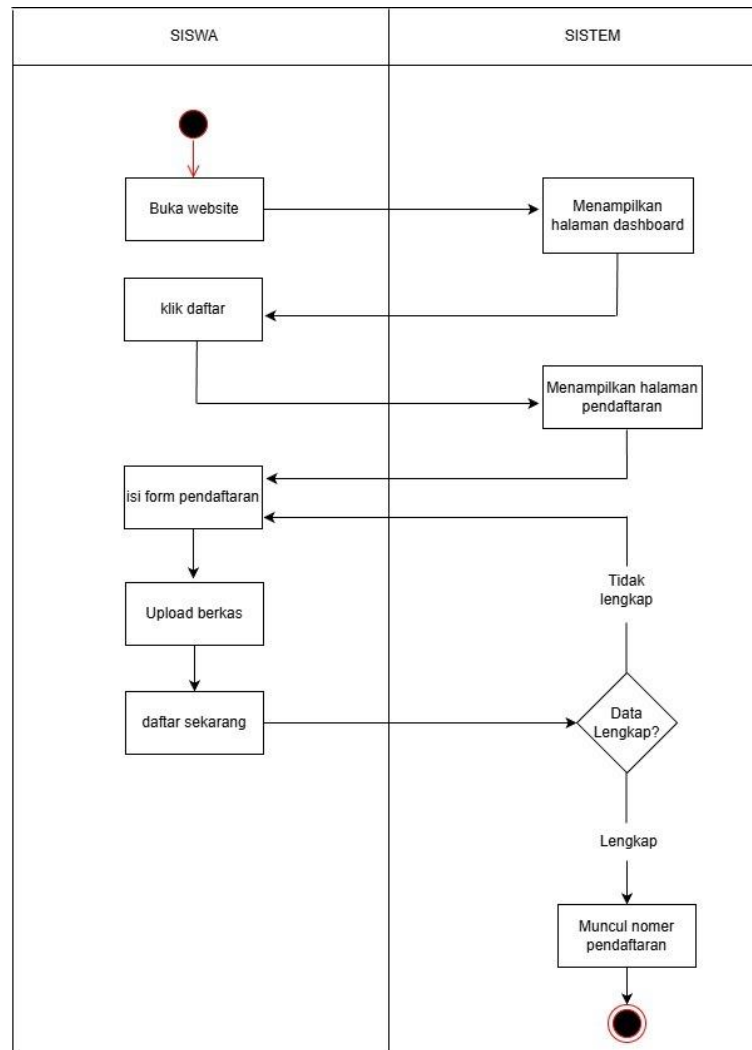 SISWA
SISTEM
Buka website
Menampilkan
halaman dashboard
klik daftar
Menampilkan halaman
pendaftaran
isi form pendaftaran
Tidak
lengkap
Upload berkas
daftar sekarang
Data
Lengkap?
Lengkap
Muncul nomer
pendaftaran